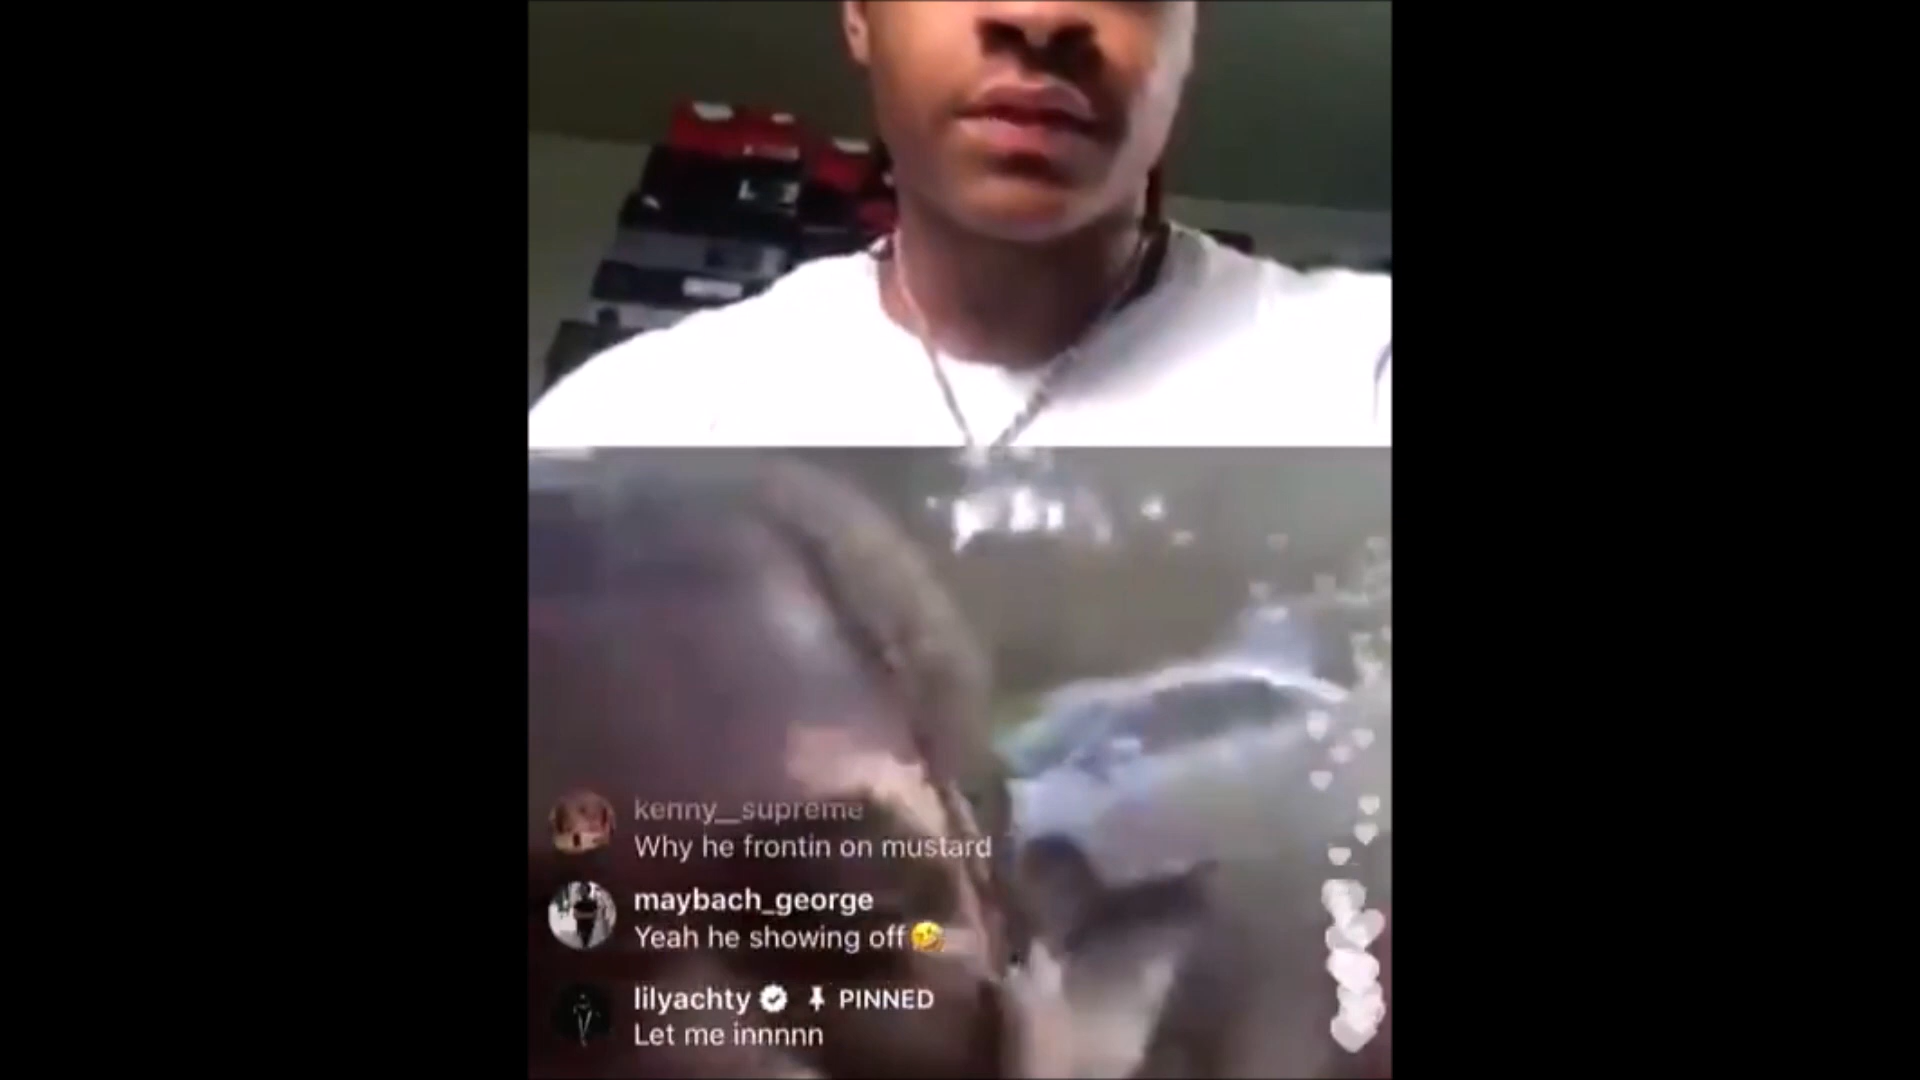 kenny__supreme
Why he frontin on mustard
maybach_george
Yeah he showing off🤣
lilyachty PINNED
Let me innnnn